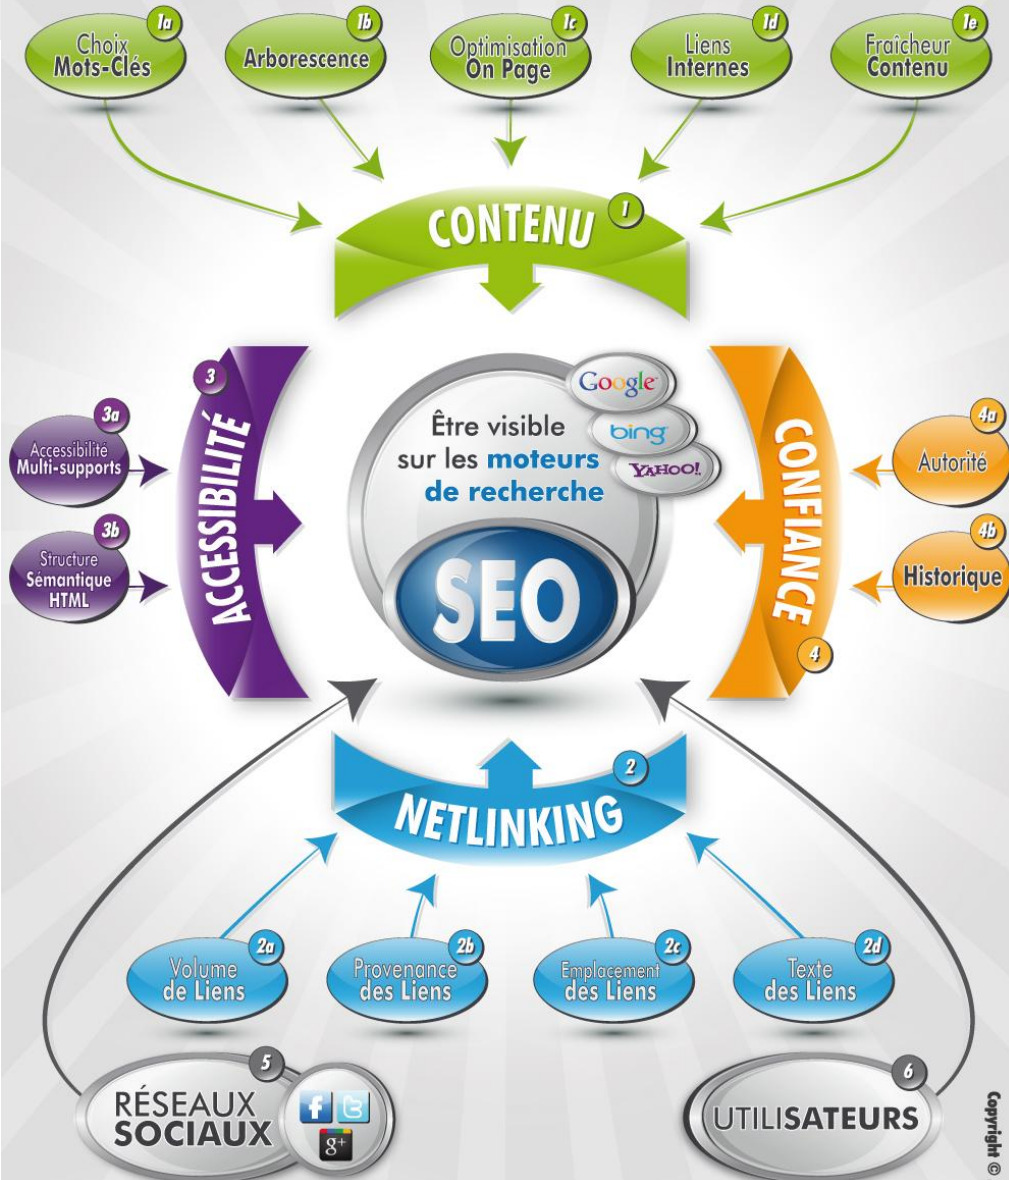 1a
Choix
Mots-Clés
1b
Arborescence
1c
Optimisation
On Page
1d
Liens
Internes
1e
Fraîcheur
Contenu
CONTENU
1
3
ACCESSIBILITÉ
3a
Accessibilité
Multi-supports
3b
Structure
Sémantique
HTML
Être visible
sur les moteurs
de recherche
Google
bing
YAHOO!
SEO
CONFIANCE
4
4a
Autorité
4b
Historique
2
NETLINKING
2a
Volume
de Liens
2b
Provenance
des Liens
2c
Emplacement
des Liens
2d
Texte
des Liens
5
RÉSEAUX
SOCIAUX
f
g+
6
UTILISATEURS
Copyright ©